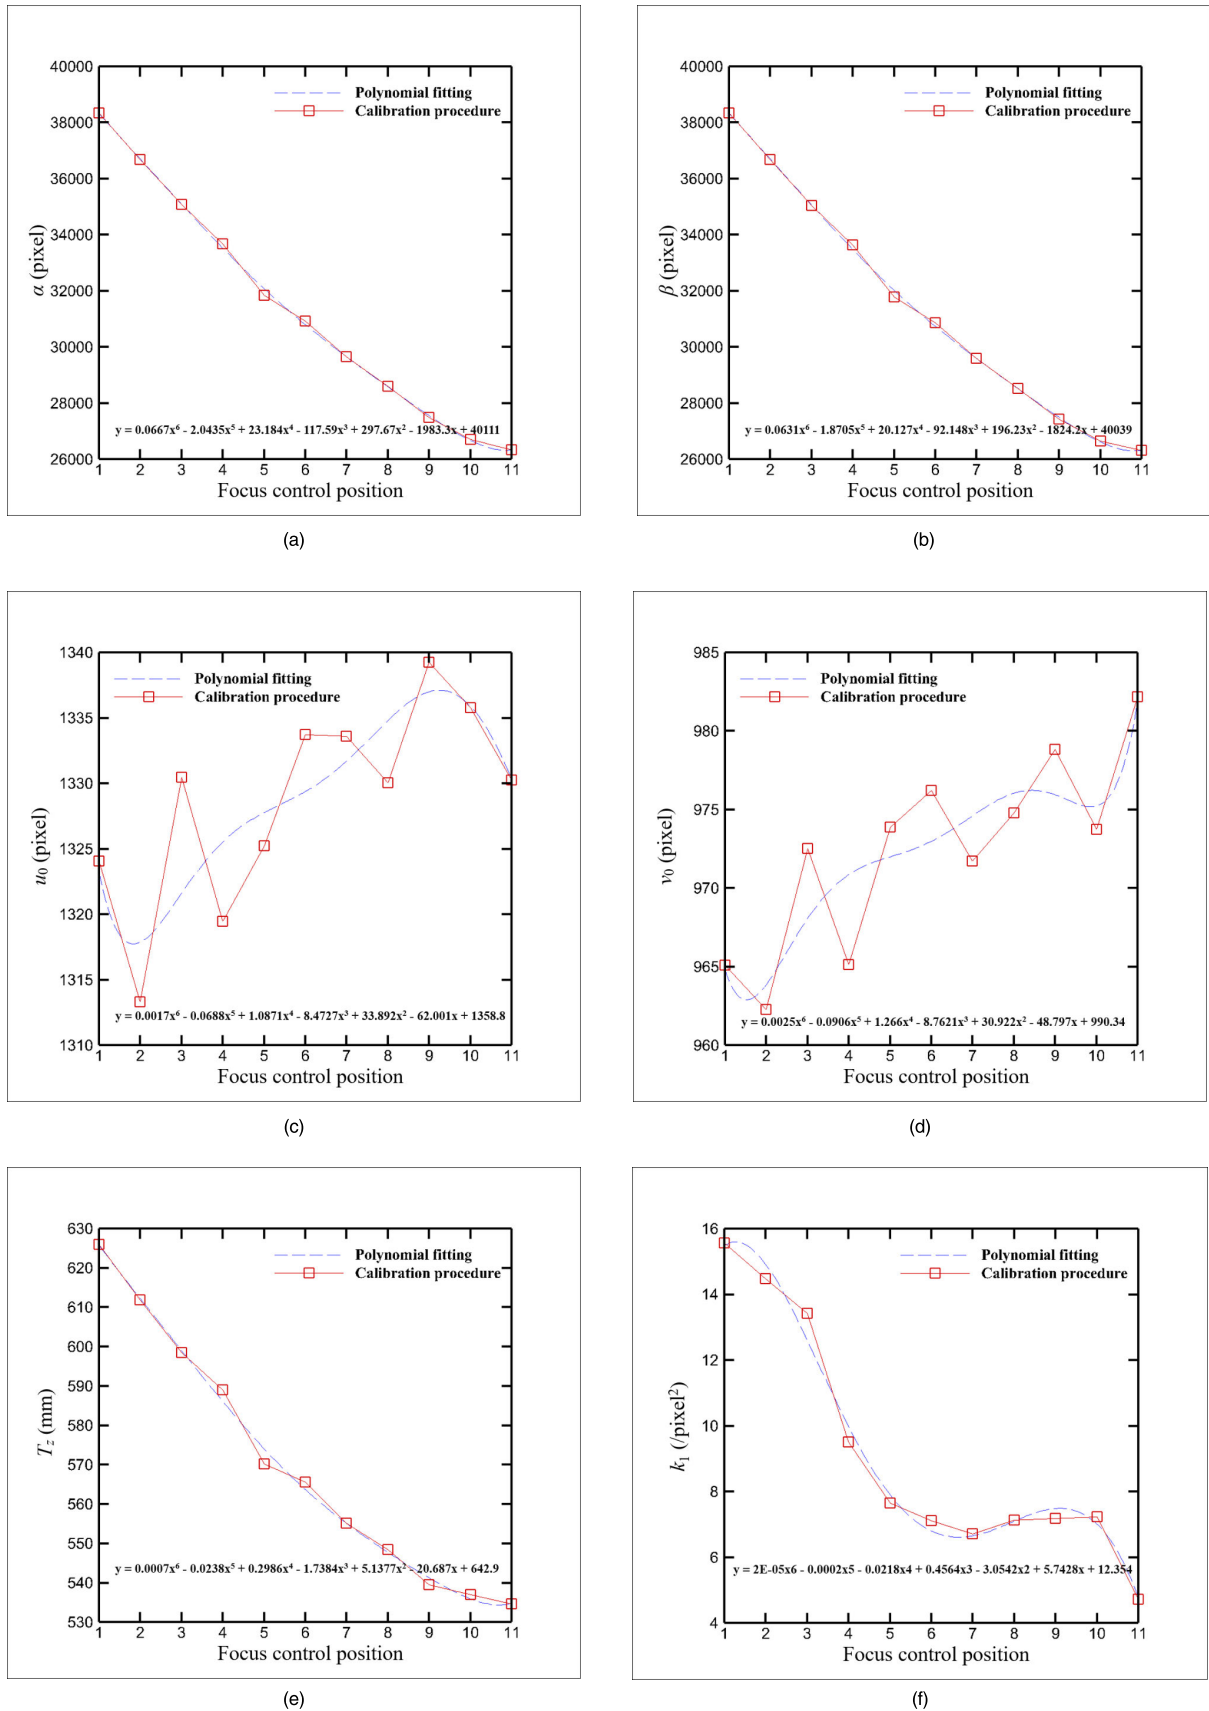 40000
38000
36000
34000
32000
30000
28000
26000
α (pixel)
Polynomial fitting
Calibration procedure
y = 0.0667x⁶ - 2.0435x⁵ + 23.184x⁴ - 117.59x³ + 297.67x² - 1983.3x + 40111
1 2 3 4 5 6 7 8 9 10 11
Focus control position
(a)
40000
38000
36000
34000
32000
30000
28000
26000
β (pixel)
Polynomial fitting
Calibration procedure
y = 0.0631x⁶ - 1.8705x⁵ + 20.127x⁴ - 92.148x³ + 196.23x² - 1824.2x + 40039
1 2 3 4 5 6 7 8 9 10 11
Focus control position
(b)
1340
1335
1330
1325
1320
1315
1310
u₀ (pixel)
Polynomial fitting
Calibration procedure
y = 0.0017x⁶ - 0.0688x⁵ + 1.0871x⁴ - 8.4727x³ + 33.892x² - 62.001x + 1358.8
1 2 3 4 5 6 7 8 9 10 11
Focus control position
(c)
985
980
975
970
965
960
v₀ (pixel)
Polynomial fitting
Calibration procedure
y = 0.0025x⁶ - 0.0906x⁵ + 1.266x⁴ - 8.7621x³ + 30.922x² - 48.797x + 990.34
1 2 3 4 5 6 7 8 9 10 11
Focus control position
(d)
630
620
610
600
590
580
570
560
550
540
530
T_z (mm)
Polynomial fitting
Calibration procedure
y = 0.0007x⁶ - 0.0238x⁵ + 0.2986x⁴ - 1.7384x³ + 5.1377x² - 20.687x + 642.9
1 2 3 4 5 6 7 8 9 10 11
Focus control position
(e)
16
14
12
10
8
6
4
k₁ (/pixel²)
Polynomial fitting
Calibration procedure
y = 2E-05x6 - 0.0002x5 - 0.0218x4 + 0.4564x3 - 3.0542x2 + 5.7428x + 12.354
1 2 3 4 5 6 7 8 9 10 11
Focus control position
(f)